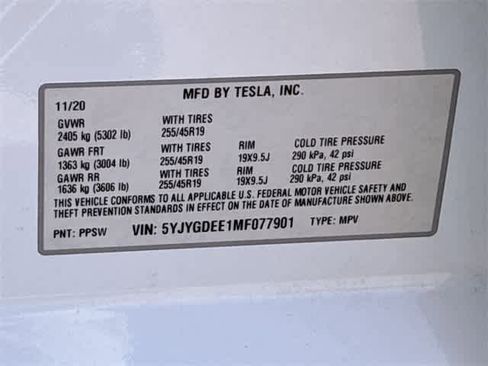 MFD BY TESLA, INC.
11/20
GVWR WITH TIRES
2405 kg (5302 lb) 255/45R19
GAWR FRT WITH TIRES RIM COLD TIRE PRESSURE
1363 kg (3004 lb) 255/45R19 19X9.5J 290 kPa, 42 psi
GAWR RR WITH TIRES RIM COLD TIRE PRESSURE
1636 kg (3606 lb) 255/45R19 19X9.5J 290 kPa, 42 psi
THIS VEHICLE CONFORMS TO ALL APPLICABLE U.S. FEDERAL MOTOR VEHICLE SAFETY AND
THEFT PREVENTION STANDARDS IN EFFECT ON THE DATE OF MANUFACTURE SHOWN ABOVE.
PNT: PPSW VIN: 5YJYGDEE1MF077901 TYPE: MPV